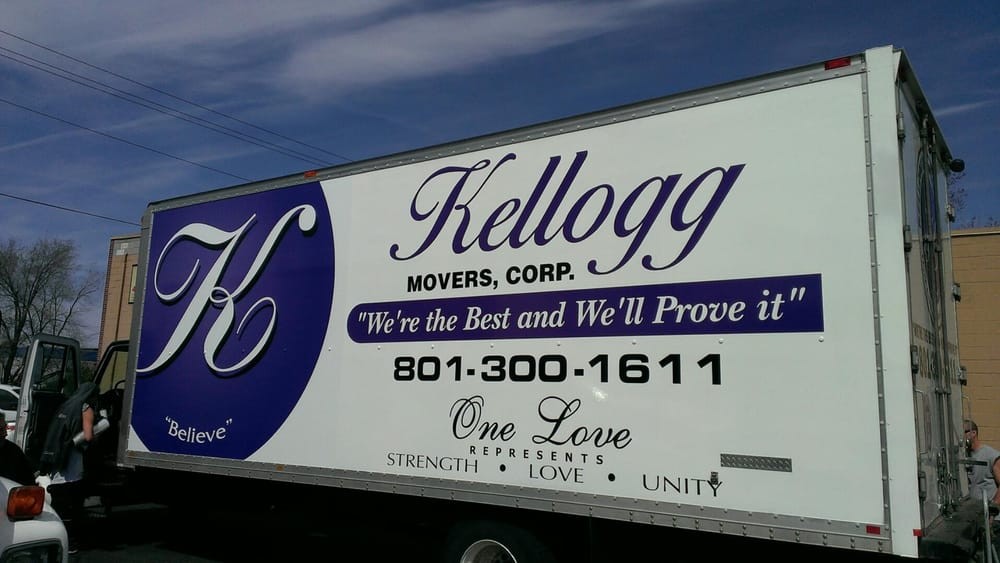 K
"Believe"
Kellogg
MOVERS, CORP.
"We're the Best and We'll Prove it"
801-300-1611
One Love
REPRESENTS
STRENGTH • LOVE • UNITY